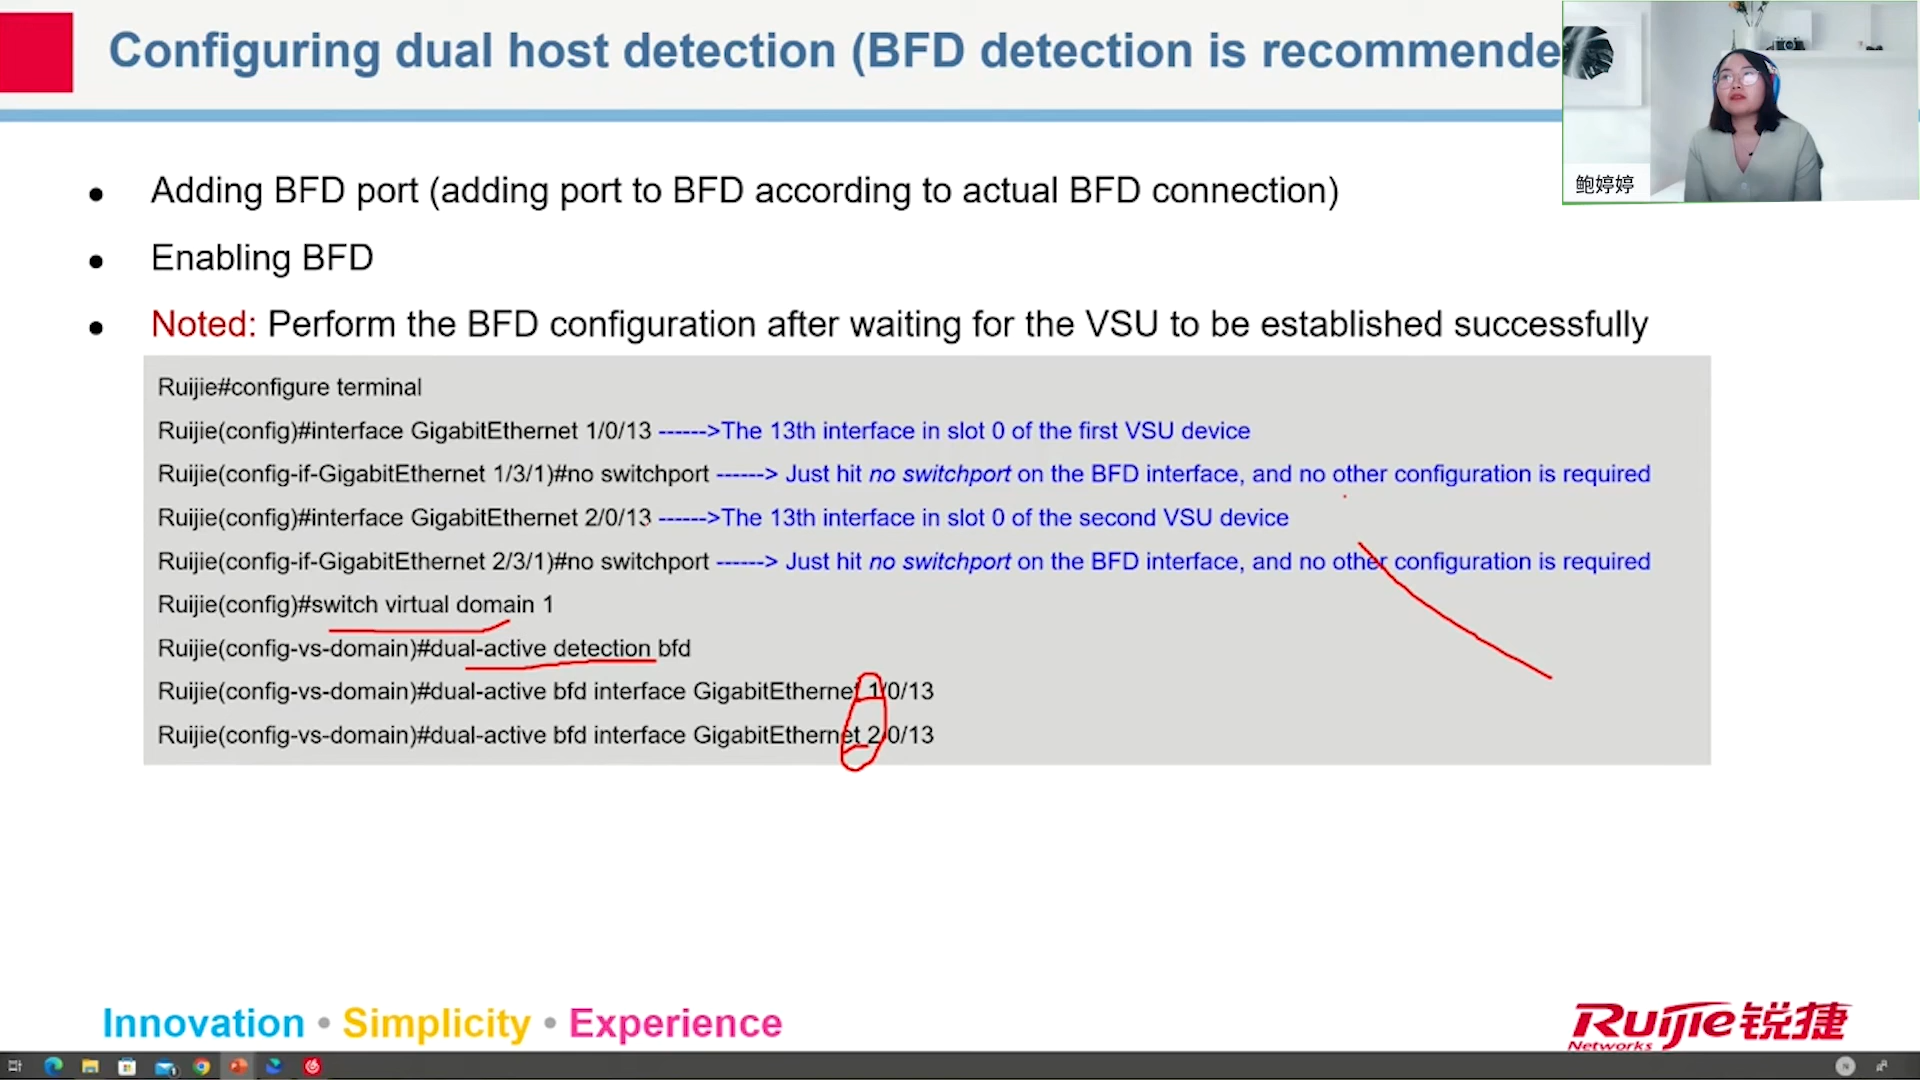 Configuring dual host detection (BFD detection is recommende
鲍婷婷
Adding BFD port (adding port to BFD according to actual BFD connection)
Enabling BFD
Noted: Perform the BFD configuration after waiting for the VSU to be established successfully
Ruijie#configure terminal
Ruijie(config)#interface GigabitEthernet 1/0/13 ------>The 13th interface in slot 0 of the first VSU device
Ruijie(config-if-GigabitEthernet 1/3/1)#no switchport ------> Just hit no switchport on the BFD interface, and no other configuration is required
Ruijie(config)#interface GigabitEthernet 2/0/13 ------>The 13th interface in slot 0 of the second VSU device
Ruijie(config-if-GigabitEthernet 2/3/1)#no switchport ------> Just hit no switchport on the BFD interface, and no other configuration is required
Ruijie(config)#switch virtual domain 1
Ruijie(config-vs-domain)#dual-active detection bfd
Ruijie(config-vs-domain)#dual-active bfd interface GigabitEthernet 1/0/13
Ruijie(config-vs-domain)#dual-active bfd interface GigabitEthernet 2/0/13
Innovation • Simplicity • Experience
Ruijie锐捷
Networks